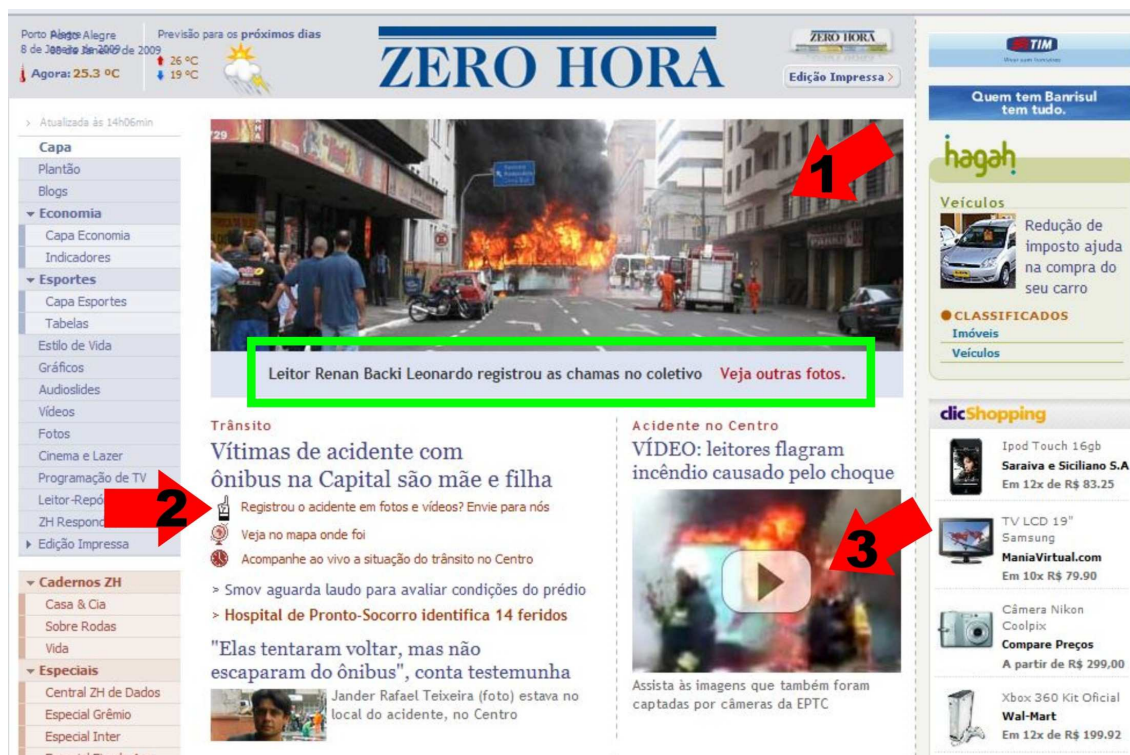 Porto Alegre
8 de Janeiro de 2009
Agora: 25.3 ºC
Previsão para os próximos dias
26 ºC
19 ºC
ZERO HORA
ZERO HORA
Edição Impressa >
TIM
Quem tem Banrisul
tem tudo.
> Atualizada às 14h06min
Capa
Plantão
Blogs
Economia
Capa Economia
Indicadores
Esportes
Capa Esportes
Tabelas
Estilo de Vida
Gráficos
Audioslides
Vídeos
Fotos
Cinema e Lazer
Programação de TV
Leitor-Repó
ZH Respon
Edição Impressa
Cadernos ZH
Casa & Cia
Sobre Rodas
Vida
Especiais
Central ZH de Dados
Especial Grêmio
Especial Inter
729
1
Leitor Renan Backi Leonardo registrou as chamas no coletivo Veja outras fotos.
Trânsito
Vítimas de acidente com
ônibus na Capital são mãe e filha
2
Registrou o acidente em fotos e vídeos? Envie para nós
Veja no mapa onde foi
Acompanhe ao vivo a situação do trânsito no Centro
> Smov aguarda laudo para avaliar condições do prédio
> Hospital de Pronto-Socorro identifica 14 feridos
"Elas tentaram voltar, mas não
escaparam do ônibus", conta testemunha
Jander Rafael Teixeira (foto) estava no
local do acidente, no Centro
Acidente no Centro
VÍDEO: leitores flagram
incêndio causado pelo choque
3
Assista às imagens que também foram
captadas por câmeras da EPTC
hagah
Veículos
Redução de
imposto ajuda
na compra do
seu carro
CLASSIFICADOS
Imóveis
Veículos
clicShopping
Ipod Touch 16gb
Saraiva e Siciliano S.A
Em 12x de R$ 83.25
TV LCD 19"
Samsung
ManiaVirtual.com
Em 10x R$ 79.90
Câmera Nikon
Coolpix
Compare Preços
A partir de R$ 299,00
Xbox 360 Kit Oficial
Wal-Mart
Em 12x de R$ 199.92